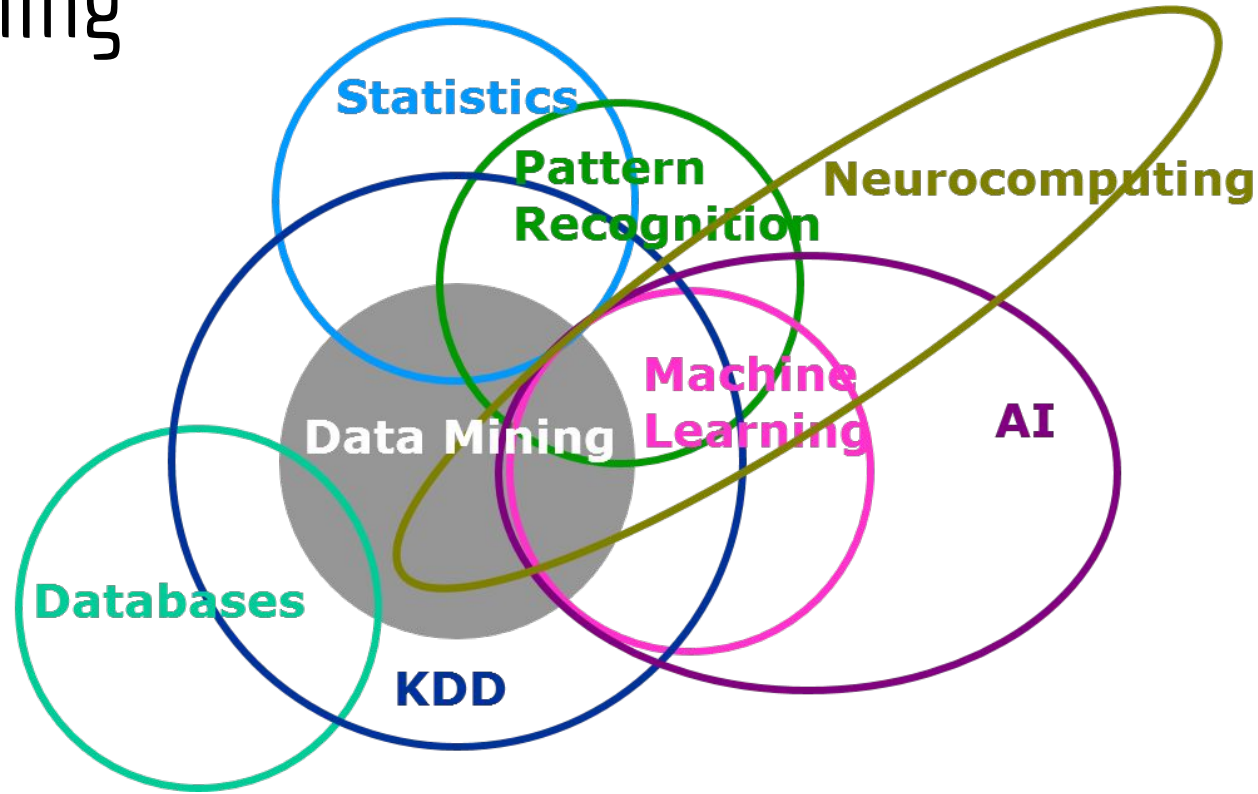 Statistics
Pattern
Recognition
Neurocomputing
Machine
Learning
AI
Data Mining
Databases
KDD